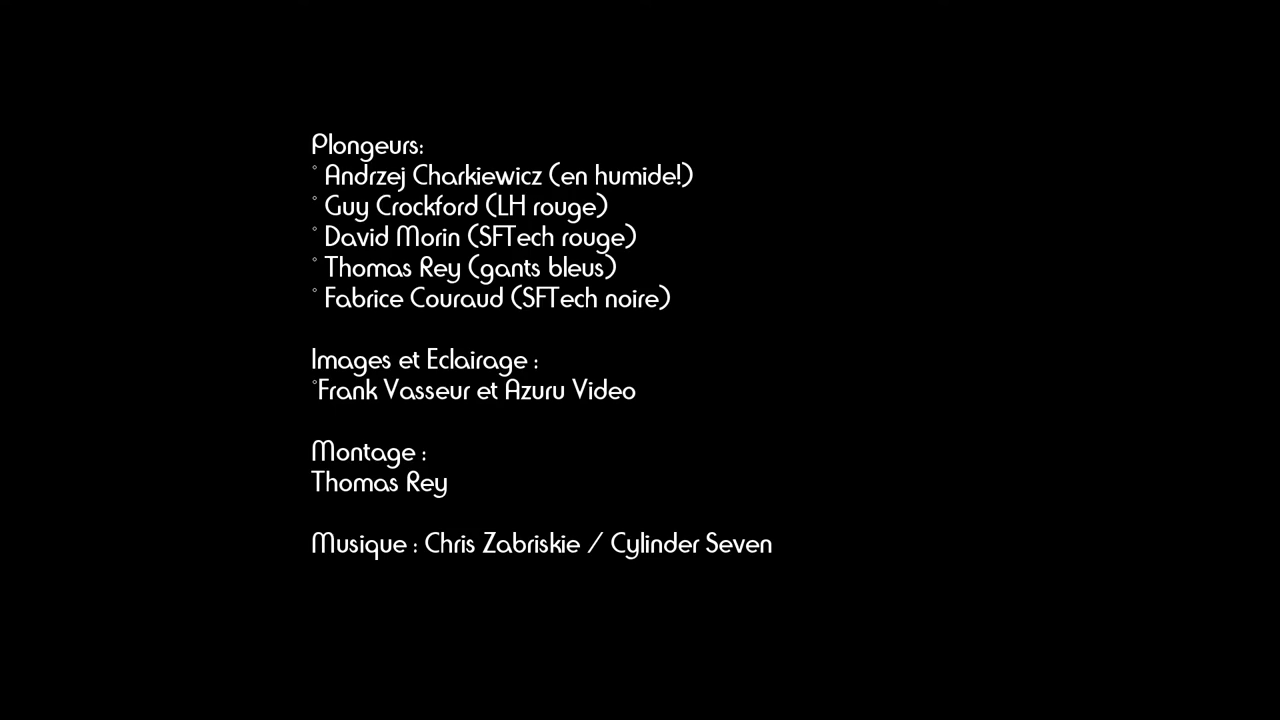 Plongeurs:
° Andrzej Charkiewicz (en humide!)
° Guy Crockford (LH rouge)
° David Morin (SFTech rouge)
° Thomas Rey (gants bleus)
° Fabrice Couraud (SFTech noire)
Images et Eclairage :
°Frank Vasseur et Azuru Video
Montage :
Thomas Rey
Musique : Chris Zabriskie / Cylinder Seven